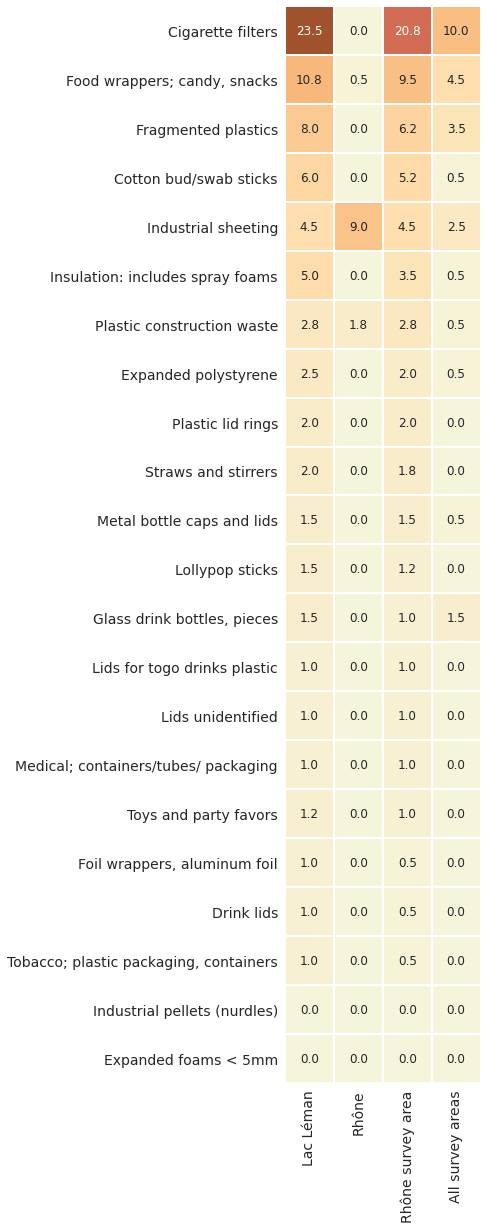 Cigarette filters 23.5 0.0 20.8 10.0
Food wrappers; candy, snacks 10.8 0.5 9.5 4.5
Fragmented plastics 8.0 0.0 6.2 3.5
Cotton bud/swab sticks 6.0 0.0 5.2 0.5
Industrial sheeting 4.5 9.0 4.5 2.5
Insulation: includes spray foams 5.0 0.0 3.5 0.5
Plastic construction waste 2.8 1.8 2.8 0.5
Expanded polystyrene 2.5 0.0 2.0 0.5
Plastic lid rings 2.0 0.0 2.0 0.0
Straws and stirrers 2.0 0.0 1.8 0.0
Metal bottle caps and lids 1.5 0.0 1.5 0.5
Lollypop sticks 1.5 0.0 1.2 0.0
Glass drink bottles, pieces 1.5 0.0 1.0 1.5
Lids for togo drinks plastic 1.0 0.0 1.0 0.0
Lids unidentified 1.0 0.0 1.0 0.0
Medical; containers/tubes/ packaging 1.0 0.0 1.0 0.0
Toys and party favors 1.2 0.0 1.0 0.0
Foil wrappers, aluminum foil 1.0 0.0 0.5 0.0
Drink lids 1.0 0.0 0.5 0.0
Tobacco; plastic packaging, containers 1.0 0.0 0.5 0.0
Industrial pellets (nurdles) 0.0 0.0 0.0 0.0
Expanded foams < 5mm 0.0 0.0 0.0 0.0
Lac Léman
Rhône
Rhône survey area
All survey areas